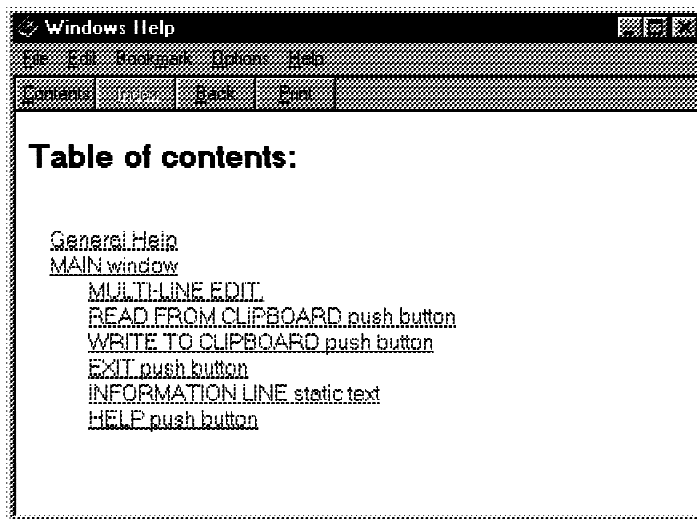 Windows Help
File Edit Bookmark Options Help
Contents Index Back Print
Table of contents:
General Help
MAIN window
MULTI-LINE EDIT.
READ FROM CLIPBOARD push button
WRITE TO CLIPBOARD push button
EXIT push button
INFORMATION LINE static text
HELP push button